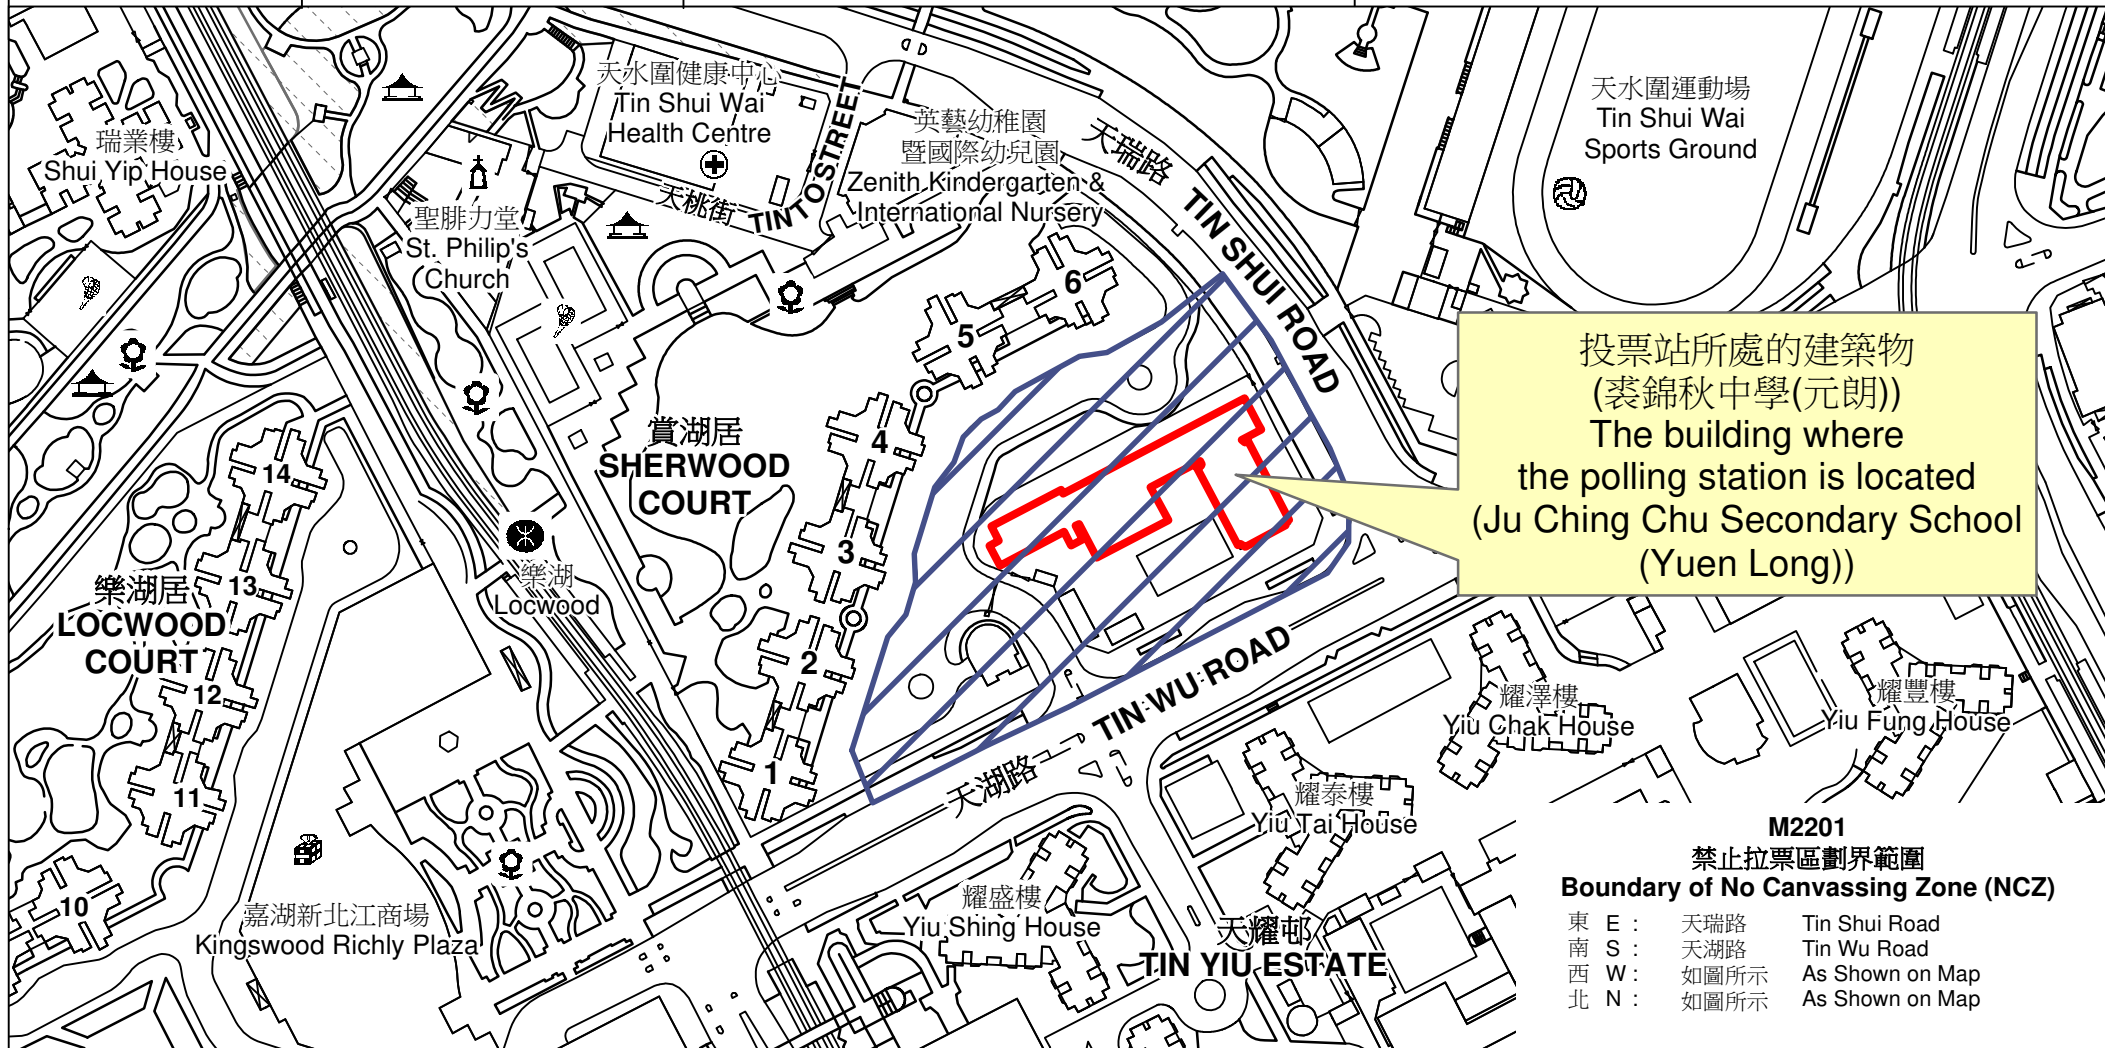 天水圍健康中心
Tin Shui Wai
Health Centre
瑞業樓
Shui Yip House
聖腓力堂
St. Philip's
Church
天桃街
TIN TO STREET
英藝幼稚園
暨國際幼兒園
Zenith Kindergarten &
International Nursery
天瑞路
TIN SHUI ROAD
天水圍運動場
Tin Shui Wai
Sports Ground
投票站所處的建築物
(裘錦秋中學(元朗))
The building where
the polling station is located
(Ju Ching Chu Secondary School
(Yuen Long))
賞湖居
SHERWOOD
COURT
6
5
4
3
2
1
樂湖居
LOCWOOD
COURT
14
13
12
11
10
樂湖
Locwood
天湖路
TIN WU ROAD
耀澤樓
Yiu Chak House
耀豐樓
Yiu Fung House
耀泰樓
Yiu Tai House
耀盛樓
Yiu Shing House
天耀邨
TIN YIU ESTATE
嘉湖新北江商場
Kingswood Richly Plaza
M2201
禁止拉票區劃界範圍
Boundary of No Canvassing Zone (NCZ)
東 E : 天瑞路 Tin Shui Road
南 S : 天湖路 Tin Wu Road
西 W : 如圖所示 As Shown on Map
北 N : 如圖所示 As Shown on Map